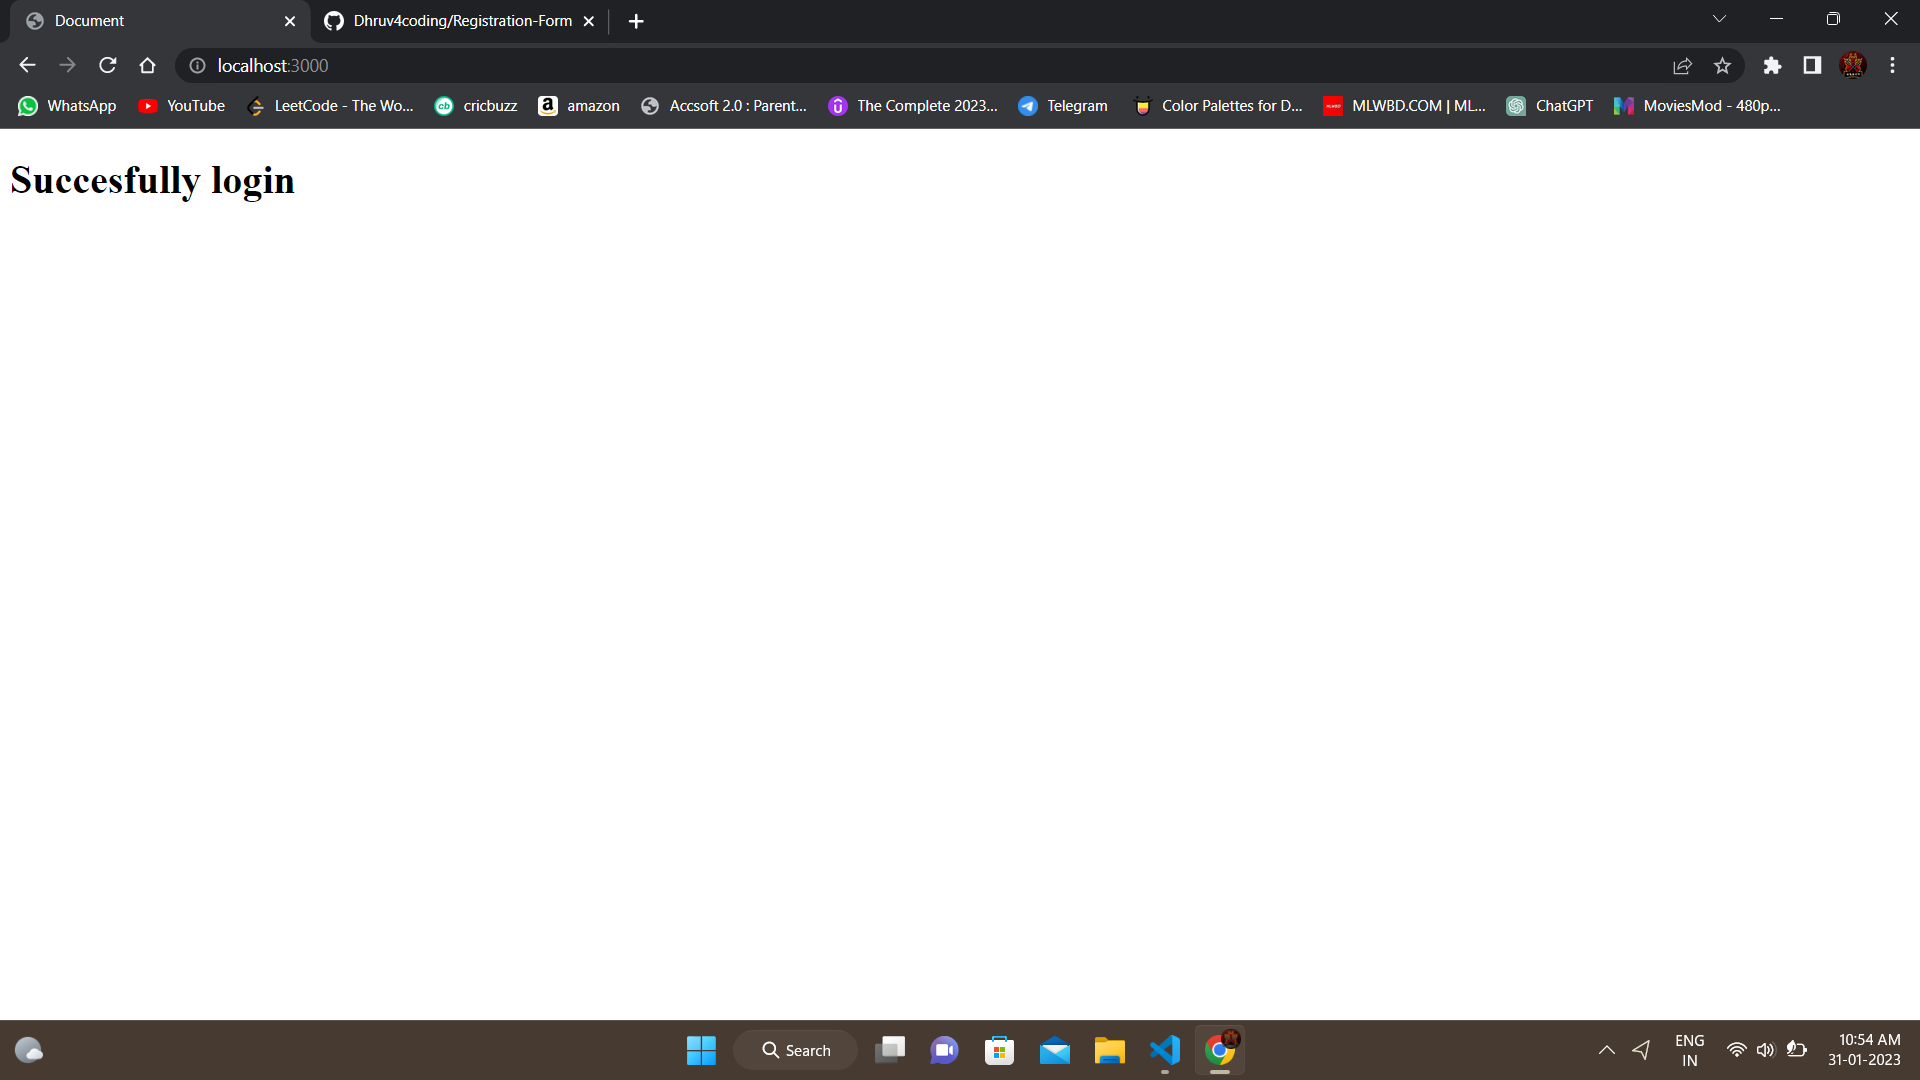 Document
Dhruv4coding/Registration-Form
localhost:3000
WhatsApp
YouTube
LeetCode - The Wo...
cb
cricbuzz
a
amazon
Accsoft 2.0 : Parent...
The Complete 2023...
Telegram
Color Palettes for D...
MLWBD.COM | ML...
ChatGPT
MoviesMod - 480p...
Succesfully login
Search
ENG
IN
10:54 AM
31-01-2023